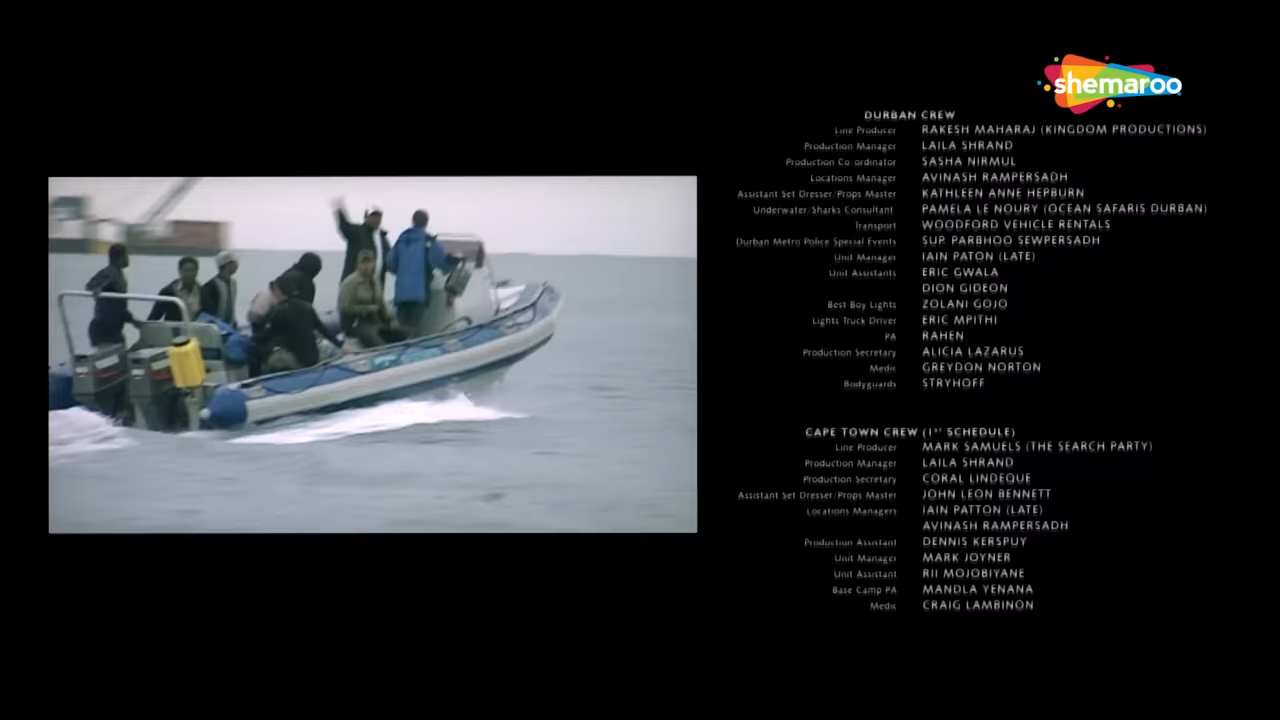 shemaroo
DURBAN CREW
Line Producer RAKESH MAHARAJ (KINGDOM PRODUCTIONS)
Production Manager LAILA SHRAND
Production Co-ordinator SASHA NIRMUL
Locations Manager AVINASH RAMPERSADH
Assistant Set Dresser/Props Master KATHLEEN ANNE HEPBURN
Underwater/Sharks Consultant PAMELA LE NOURY (OCEAN SAFARIS DURBAN)
Transport WOODFORD VEHICLE RENTALS
Durban Metro Police Special Events SUP. PARBHOO SEWPERSADH
Unit Manager IAIN PATON (LATE)
Unit Assistants ERIC GWALA
DION GIDEON
Best Boy Lights ZOLANI GOJO
Lights Truck Driver ERIC MPITHI
PA RAHEN
Production Secretary ALICIA LAZARUS
Medic GREYDON NORTON
Bodyguards STRYHOFF
CAPE TOWN CREW (1ST SCHEDULE)
Line Producer MARK SAMUELS (THE SEARCH PARTY)
Production Manager LAILA SHRAND
Production Secretary CORAL LINDEQUE
Assistant Set Dresser/Props Master JOHN LEON BENNETT
Locations Managers IAIN PATTON (LATE)
AVINASH RAMPERSADH
Production Assistant DENNIS KERSPUY
Unit Manager MARK JOYNER
Unit Assistant RII MOJOBIYANE
Base Camp PA MANDLA YENANA
Medic CRAIG LAMBINON